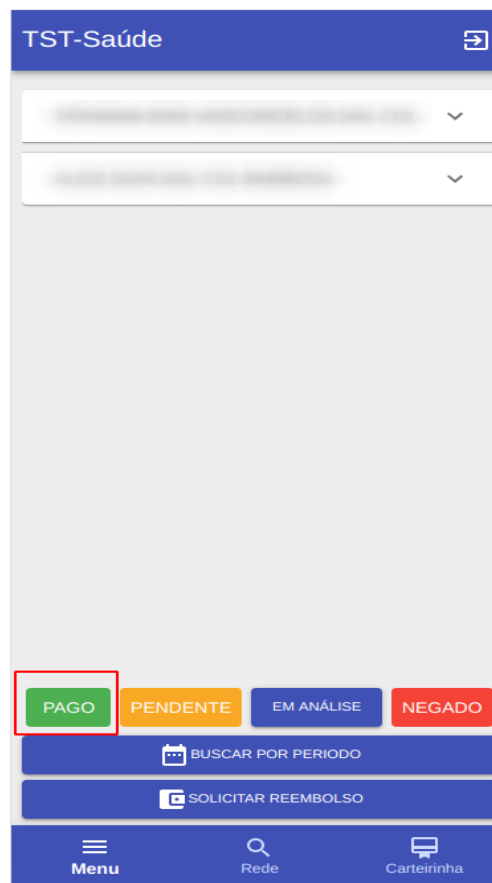 TST-Saúde
PAGO PENDENTE EM ANÁLISE NEGADO
BUSCAR POR PERIODO
SOLICITAR REEMBOLSO
Menu Rede Carteirinha